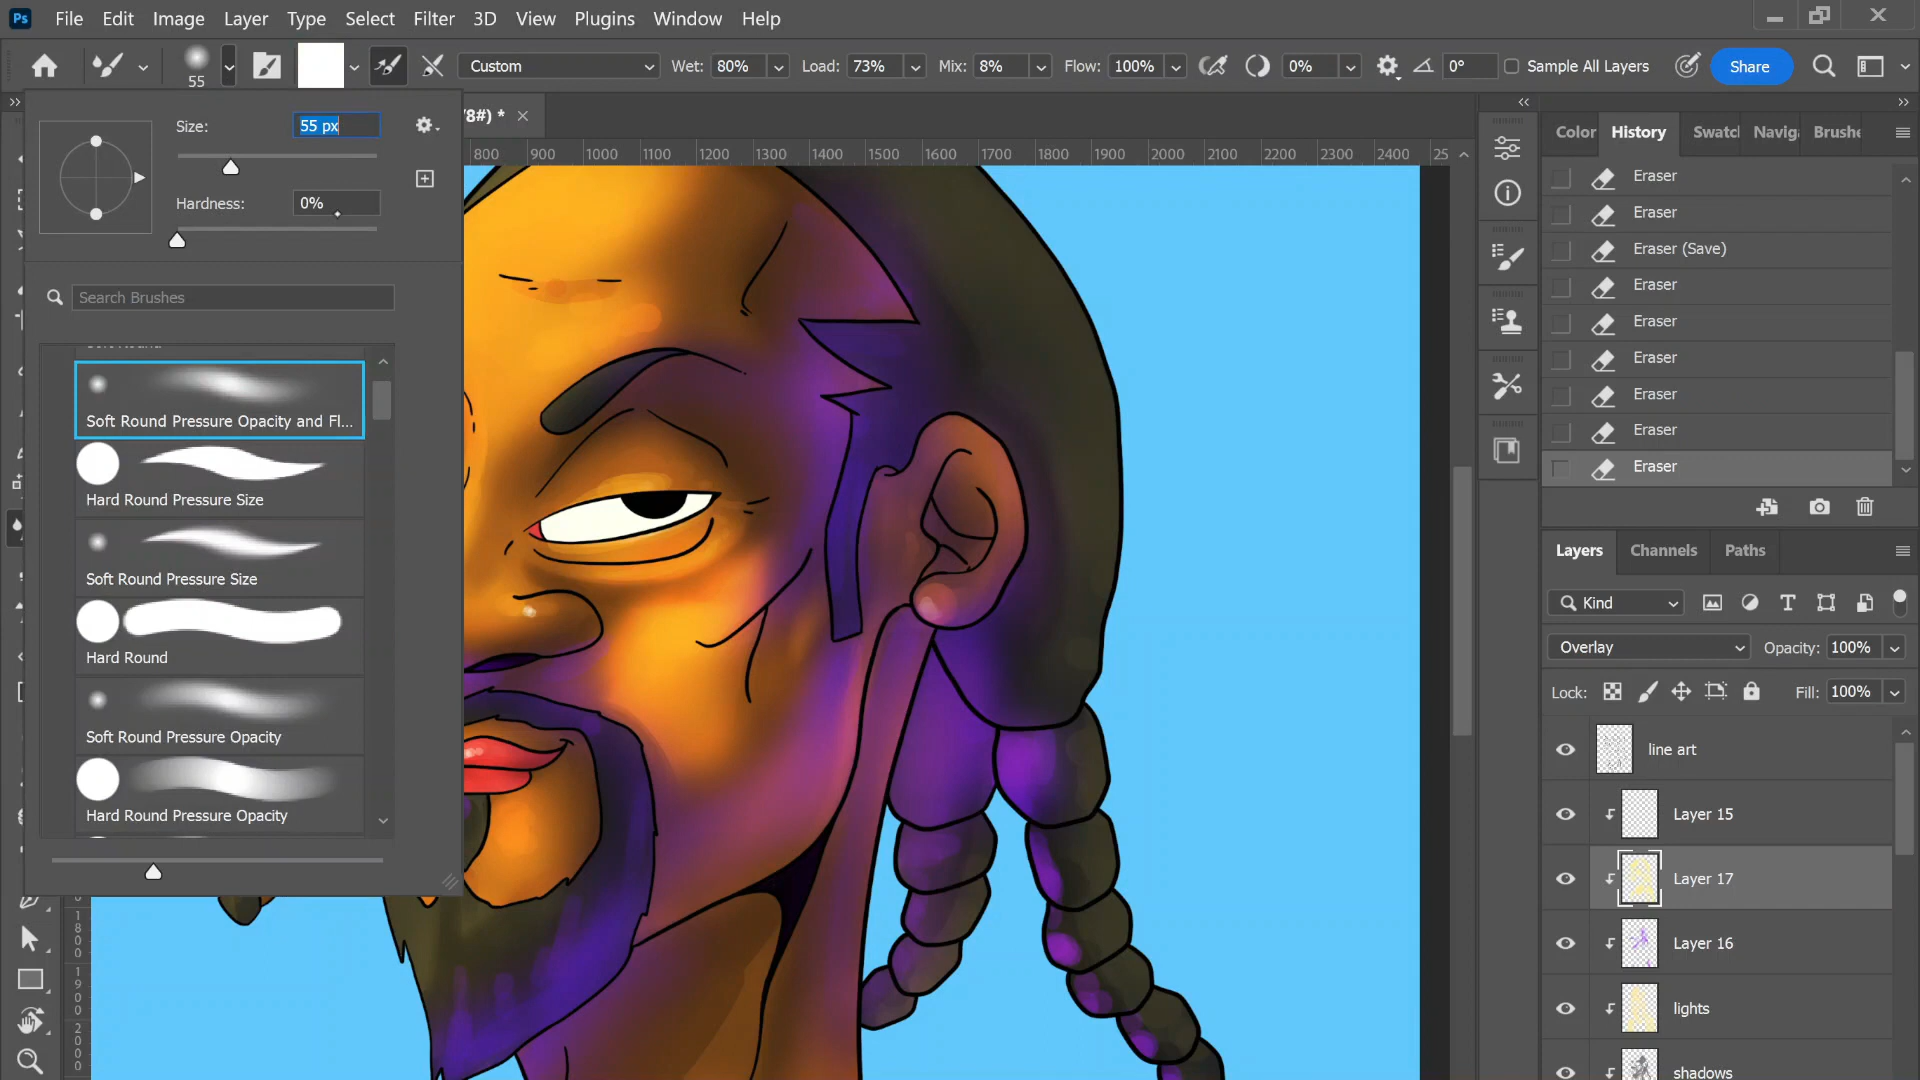 Ps File Edit Image Layer Type Select Filter 3D View Plugins Window Help
55 Custom Wet: 80% Load: 73% Mix: 8% Flow: 100% 0% 0° Sample All Layers Share
/8#) *
Size: 55 px
Hardness: 0%
Search Brushes
Soft Round Pressure Opacity and Fl...
Hard Round Pressure Size
Soft Round Pressure Size
Hard Round
Soft Round Pressure Opacity
Hard Round Pressure Opacity
800 900 1000 1100 1200 1300 1400 1500 1600 1700 1800 1900 2000 2100 2200 2300 2400 25
1800
1900
2000
Color History Swatc Naviga Brushe
Eraser
Eraser
Eraser (Save)
Eraser
Eraser
Eraser
Eraser
Eraser
Eraser
Layers Channels Paths
Kind
Overlay Opacity: 100%
Lock: Fill: 100%
line art
Layer 15
Layer 17
Layer 16
lights
shadows